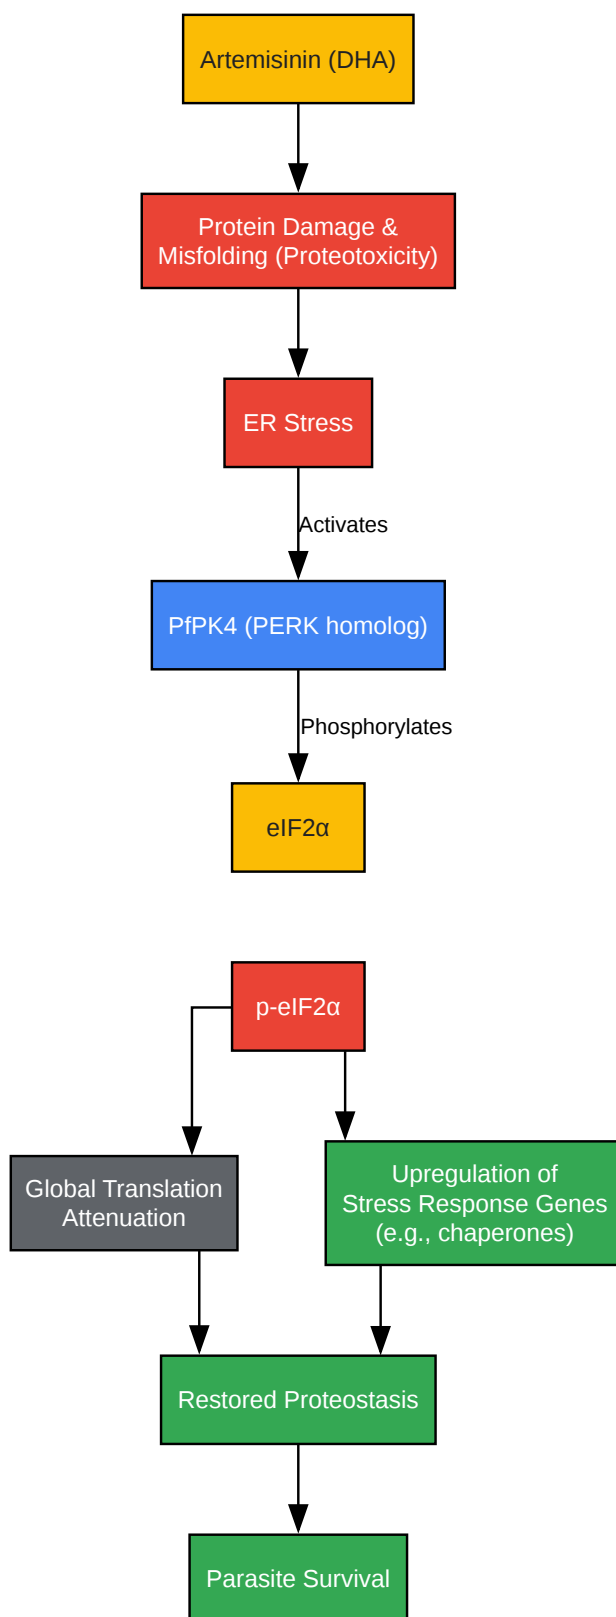 Artemisinin (DHA)
Protein Damage &
Misfolding (Proteotoxicity)
ER Stress
Activates
PfPK4 (PERK homolog)
Phosphorylates
eIF2α
p-eIF2α
Global Translation
Attenuation
Upregulation of
Stress Response Genes
(e.g., chaperones)
Restored Proteostasis
Parasite Survival